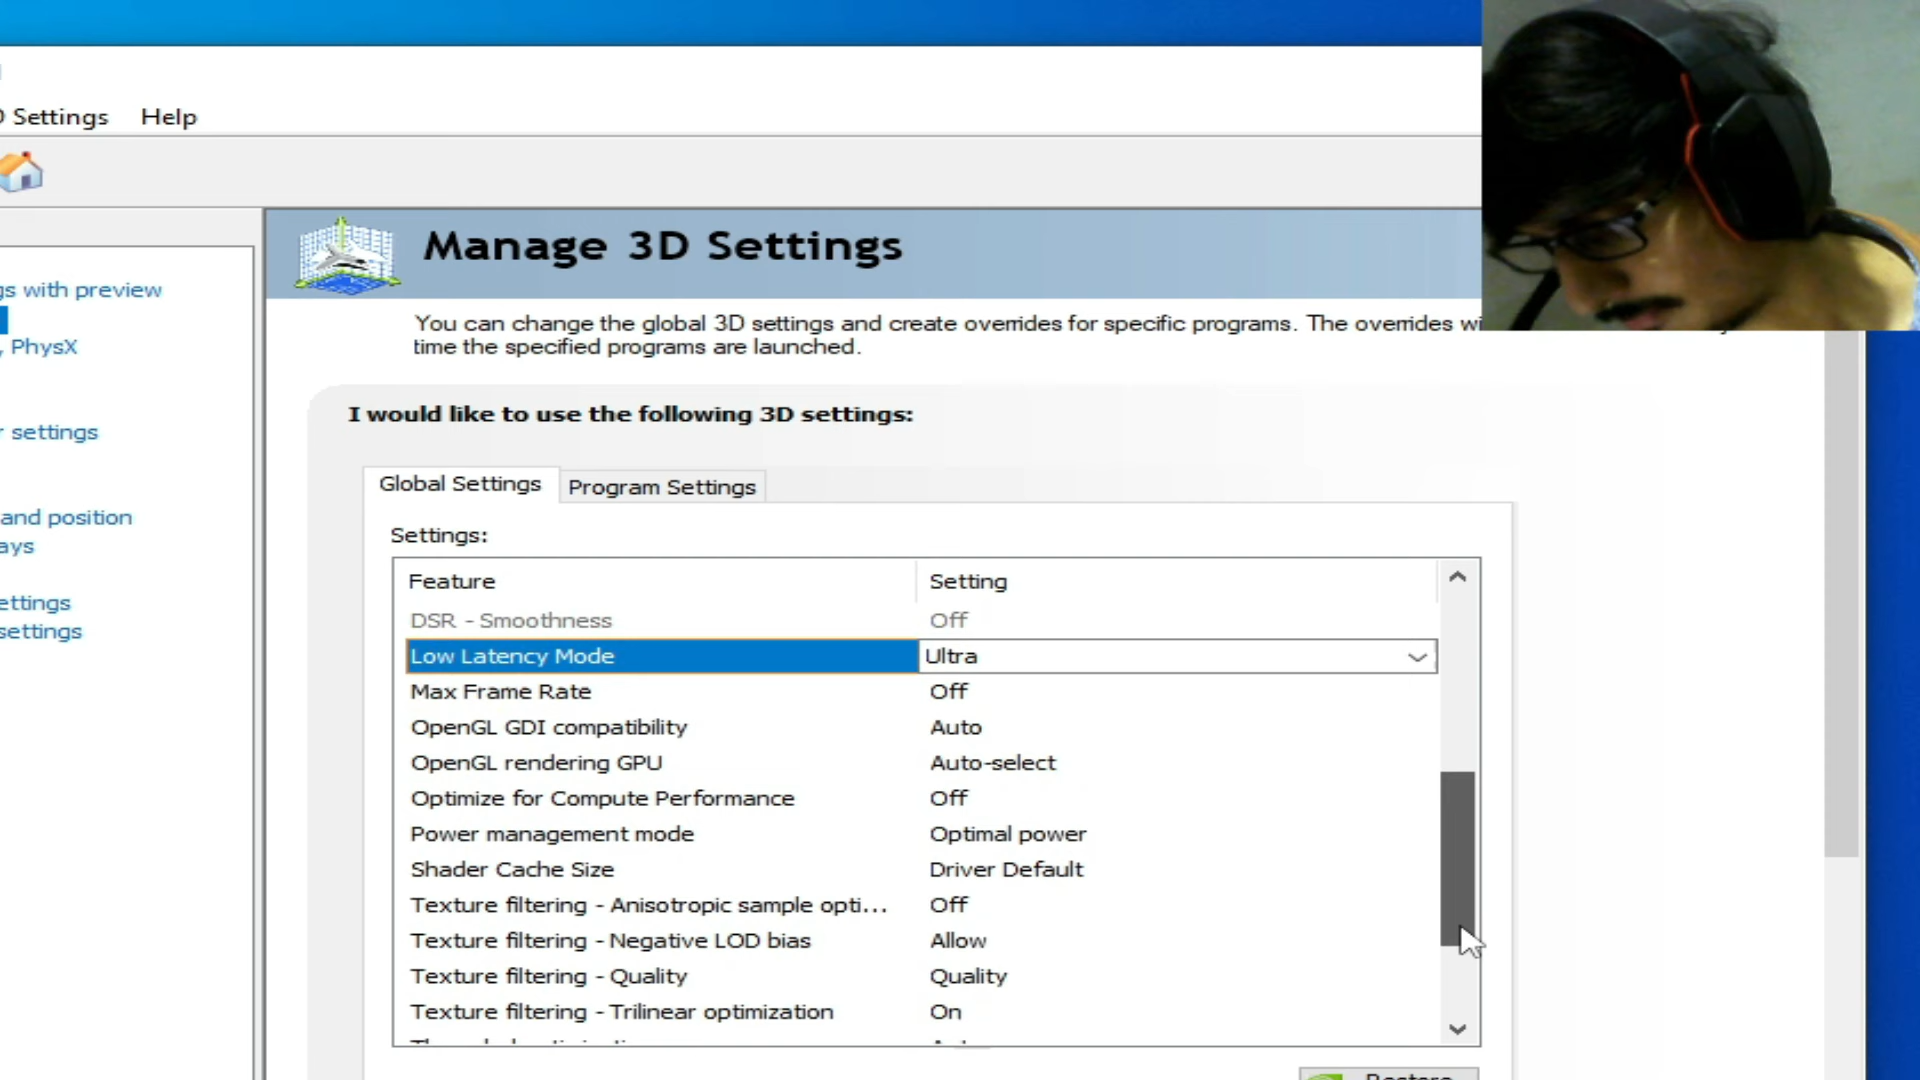 Settings Help
Manage 3D Settings
gs with preview
, PhysX
r settings
and position
ays
ettings
settings
You can change the global 3D settings and create overrides for specific programs. The overrides wi
time the specified programs are launched.
I would like to use the following 3D settings:
Global Settings Program Settings
Settings:
Feature Setting
DSR - Smoothness Off
Low Latency Mode Ultra
Max Frame Rate Off
OpenGL GDI compatibility Auto
OpenGL rendering GPU Auto-select
Optimize for Compute Performance Off
Power management mode Optimal power
Shader Cache Size Driver Default
Texture filtering - Anisotropic sample opti... Off
Texture filtering - Negative LOD bias Allow
Texture filtering - Quality Quality
Texture filtering - Trilinear optimization On